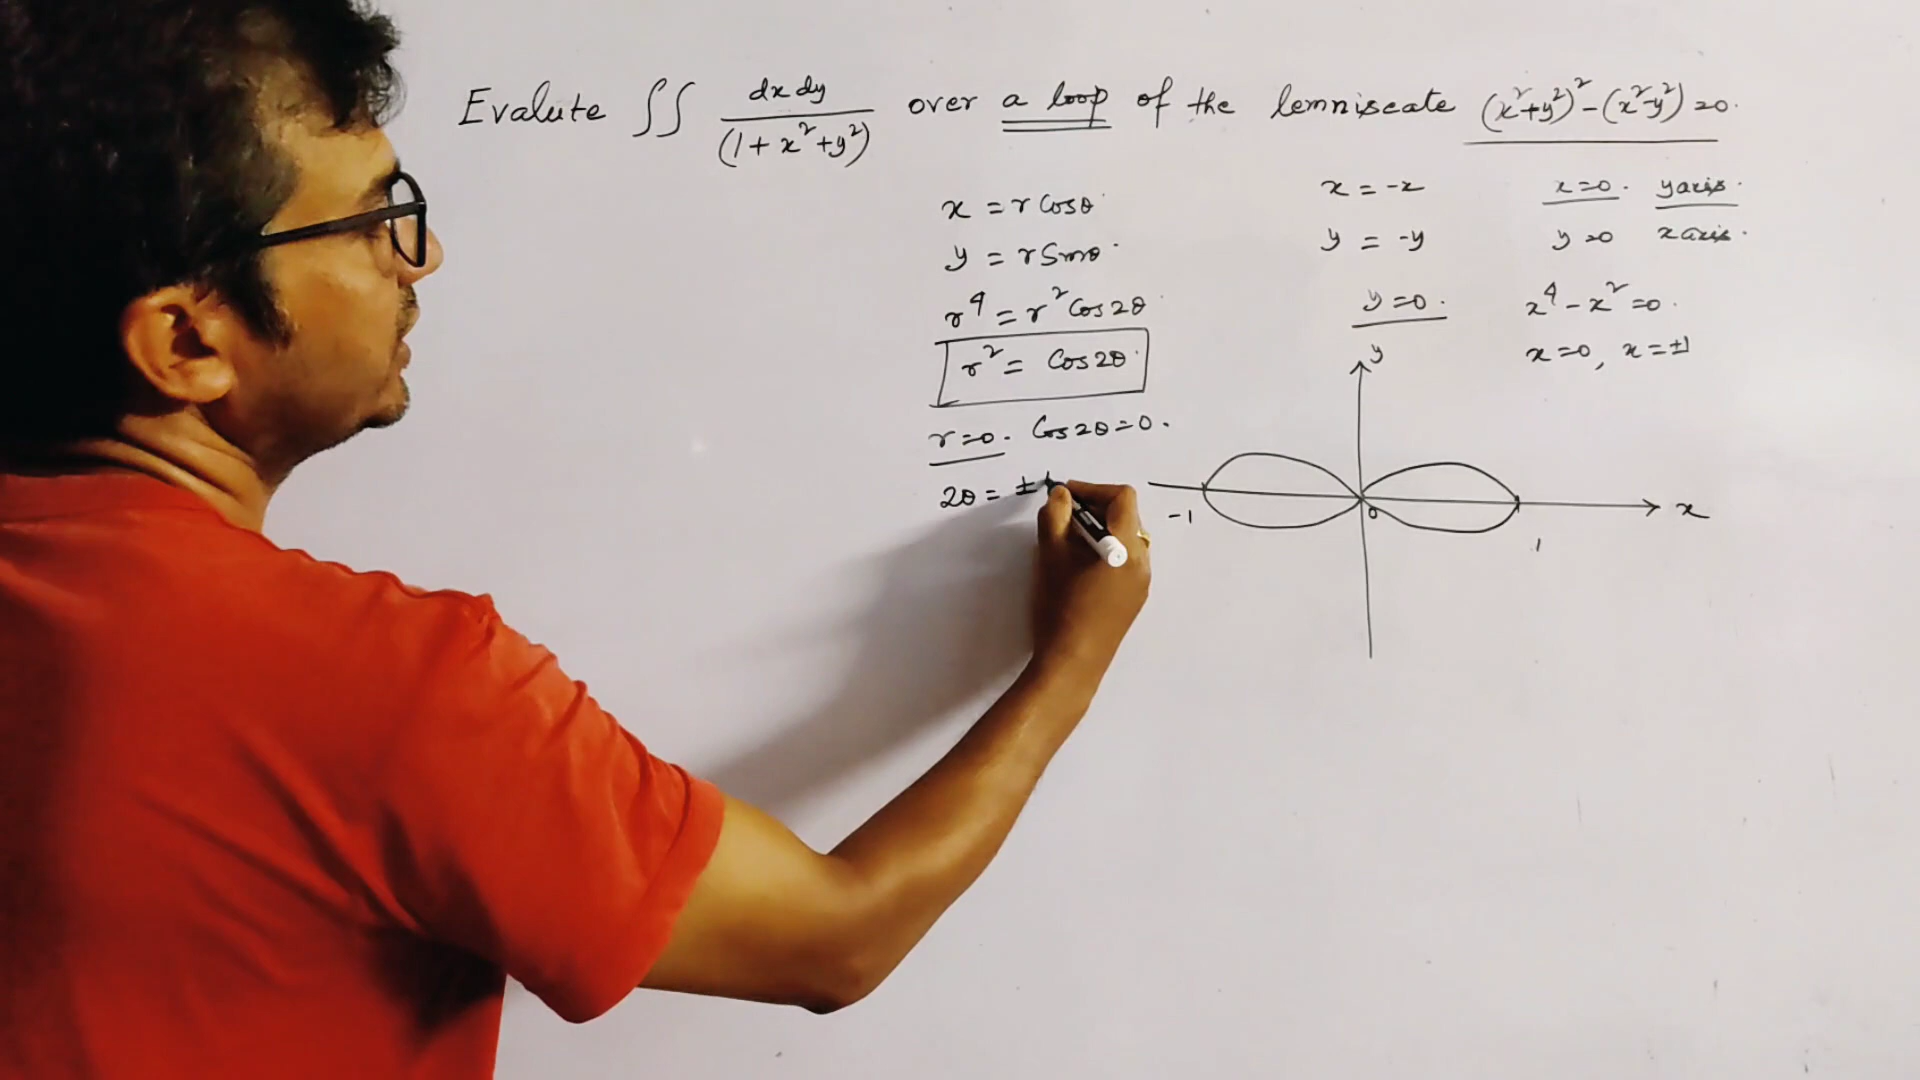 Evalute ∫∫ dx dy / (1 + x² + y²) over a loop of the lemniscate (x² + y²)² - (x² - y²) = 0.
x = r Cosθ
y = r Sinθ
r⁴ = r² Cos2θ
r² = Cos2θ
r = 0. Cos2θ = 0.
2θ = ±
x = -x
y = -y
x = 0. y axis.
y = 0 x axis.
y = 0. x⁴ - x² = 0.
x = 0, x = ±1
y
-1 0 1 x